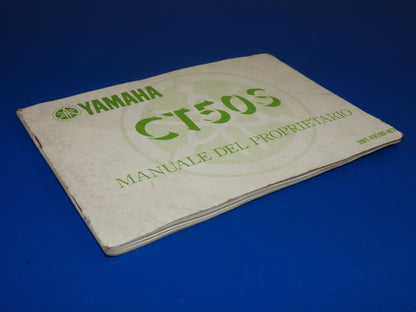 YAMAHA
CT50S
MANUALE DEL PROPRIETARIO